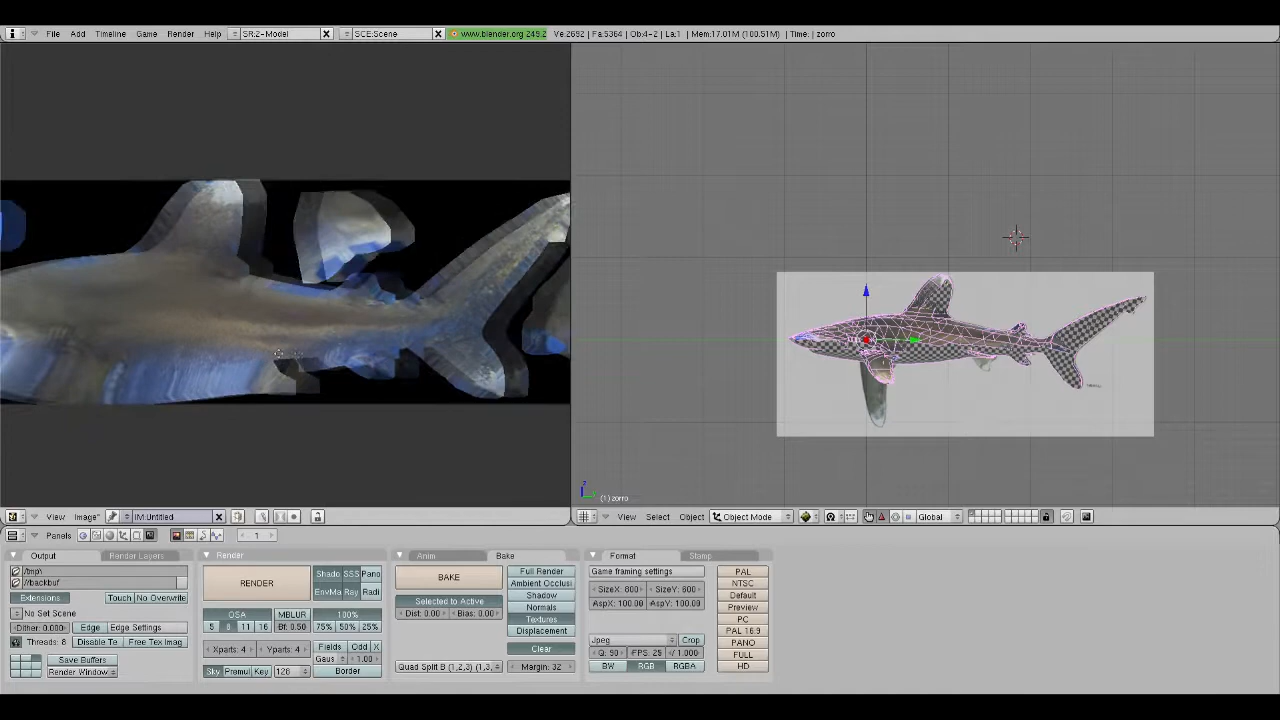 File Add Timeline Game Render Help SR:2-Model SCE:Scene www.blender.org 249.2 Ve:2692 | Fa:5364 | Ob:4-2 | La:1 | Mem:17.01M (100.51M) | Time: | zorro
(1) zorro
View Image* IM:Untitled View Select Object Object Mode Global
Panels 1
Output Render Layers Render Anim Bake Format Stamp
/tmp\
//backbuf
Extensions Touch No Overwrite
No Set Scene
Dither: 0.000 Edge Edge Settings
Threads: 8 Disable Te Free Tex Imag
Save Buffers
Render Window
RENDER Shado SSS Pano
EnvMa Ray Radi
OSA MBLUR 100%
5 8 11 16 Bf: 0.50 75% 50% 25%
Xparts: 4 Yparts: 4 Fields Odd X
Gaus 1.00
Sky Premul Key 128 Border
BAKE Full Render
Ambient Occlusi
Selected to Active Shadow
Dist: 0.00 Bias: 0.00 Normals
Textures
Displacement
Clear
Quad Split B (1,2,3) (1,3, Margin: 32
Game framing settings PAL
SizeX: 800 SizeY: 600 NTSC
AspX: 100.00 AspY: 100.00 Default
Preview
PC
Jpeg Crop PAL 16:9
Q: 90 FPS: 25 /1.000 PANO
FULL
BW RGB RGBA HD